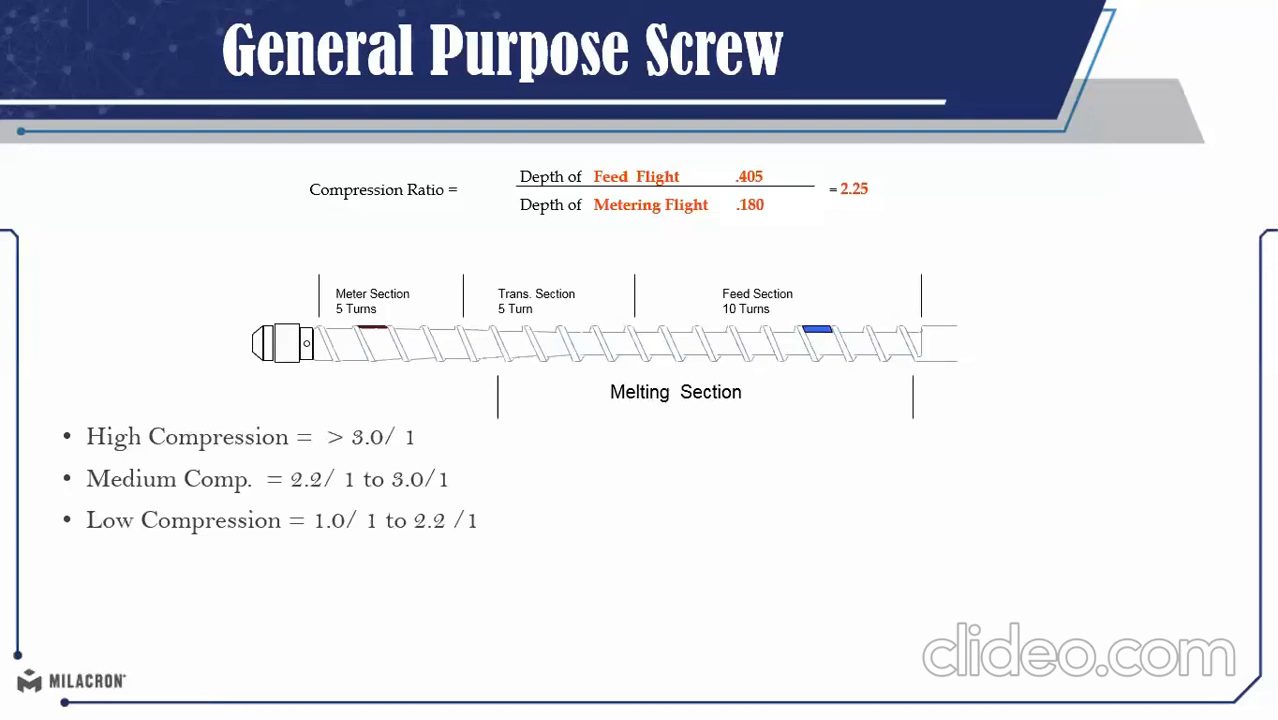 General Purpose Screw
Compression Ratio =
Depth of Feed Flight .405
Depth of Metering Flight .180
= 2.25
Meter Section
5 Turns
Trans. Section
5 Turn
Feed Section
10 Turns
Melting Section
• High Compression = > 3.0/ 1
• Medium Comp. = 2.2/ 1 to 3.0/1
• Low Compression = 1.0/ 1 to 2.2 /1
clideo.com
MILACRON